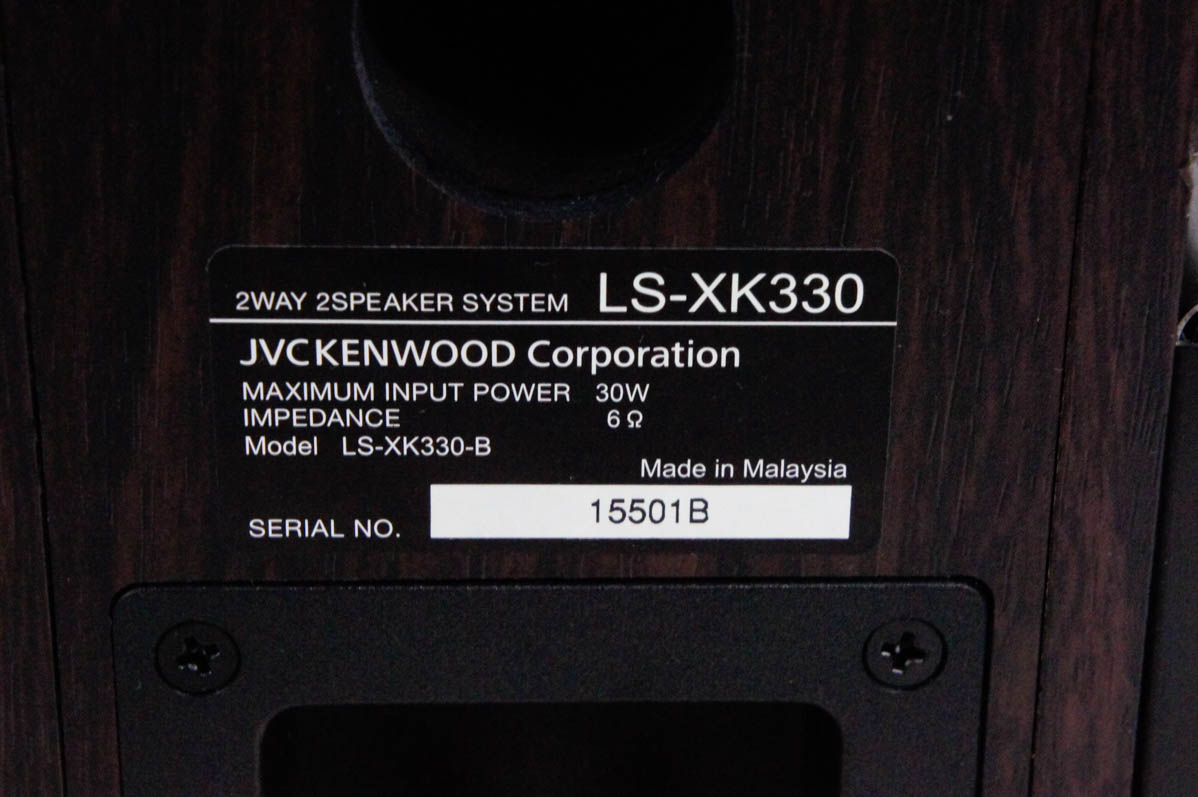 2WAY 2SPEAKER SYSTEM LS-XK330
JVCKENWOOD Corporation
MAXIMUM INPUT POWER 30W
IMPEDANCE 6Ω
Model LS-XK330-B
Made in Malaysia
SERIAL NO. 15501B